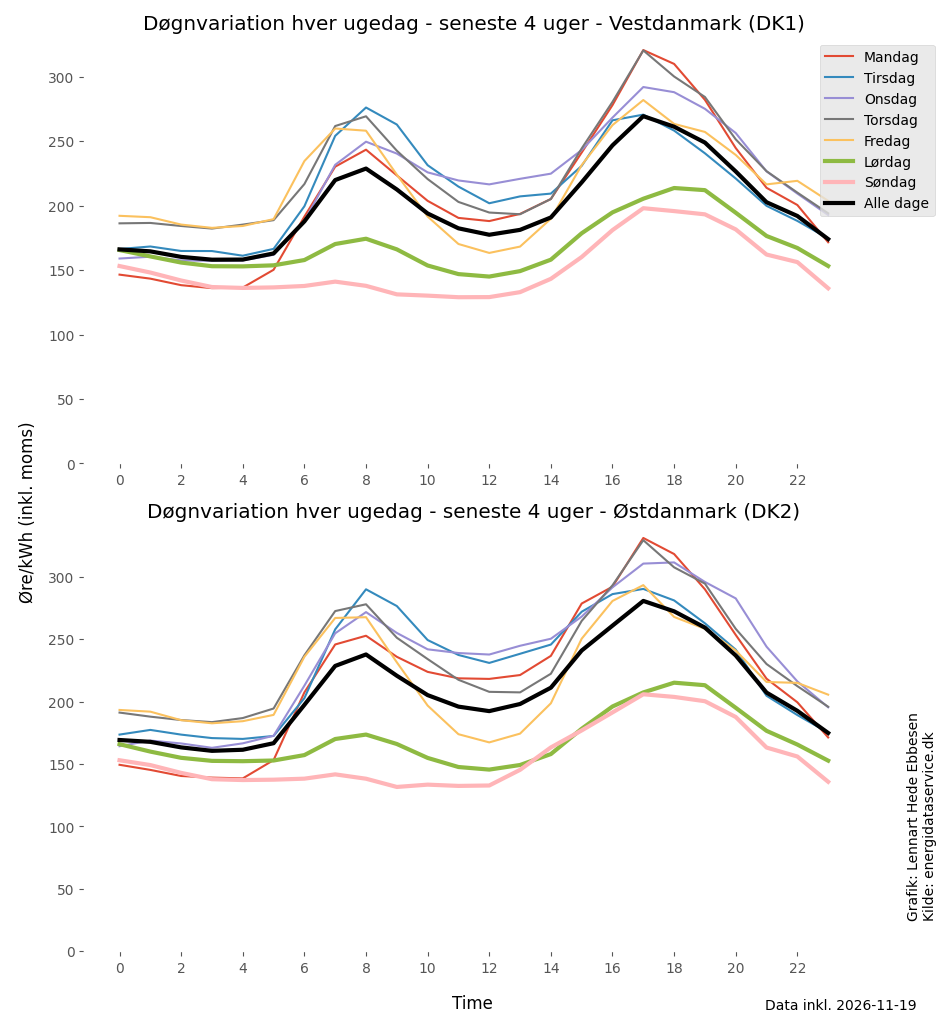 Døgnvariation hver ugedag - seneste 4 uger - Vestdanmark (DK1)
300
250
200
150
100
50
0
0 2 4 6 8 10 12 14 16 18 20 22
Mandag
Tirsdag
Onsdag
Torsdag
Fredag
Lørdag
Søndag
Alle dage
Øre/kWh (inkl. moms)
Døgnvariation hver ugedag - seneste 4 uger - Østdanmark (DK2)
300
250
200
150
100
50
0
0 2 4 6 8 10 12 14 16 18 20 22
Time
Grafik: Lennart Hede Ebbesen
Kilde: energidataservice.dk
Data inkl. 2026-11-19